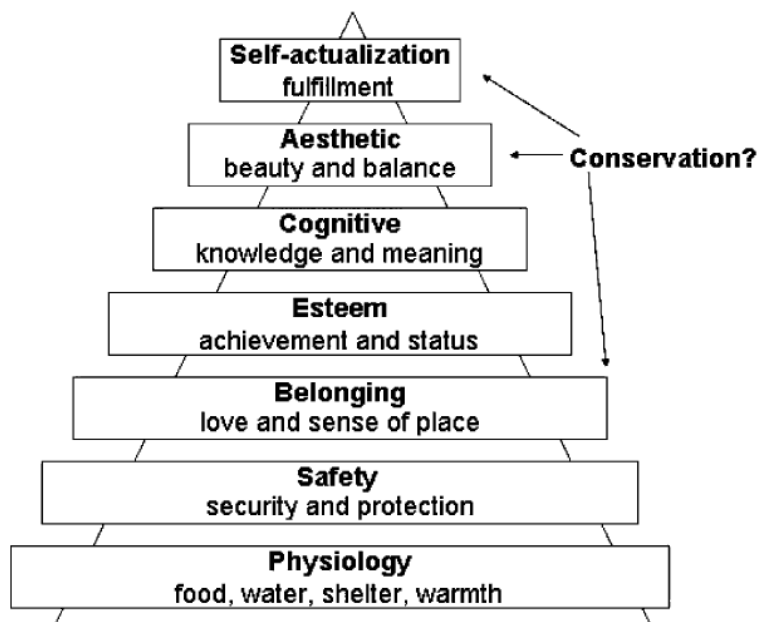 Self-actualization
fulfillment
Aesthetic
beauty and balance
Conservation?
Cognitive
knowledge and meaning
Esteem
achievement and status
Belonging
love and sense of place
Safety
security and protection
Physiology
food, water, shelter, warmth